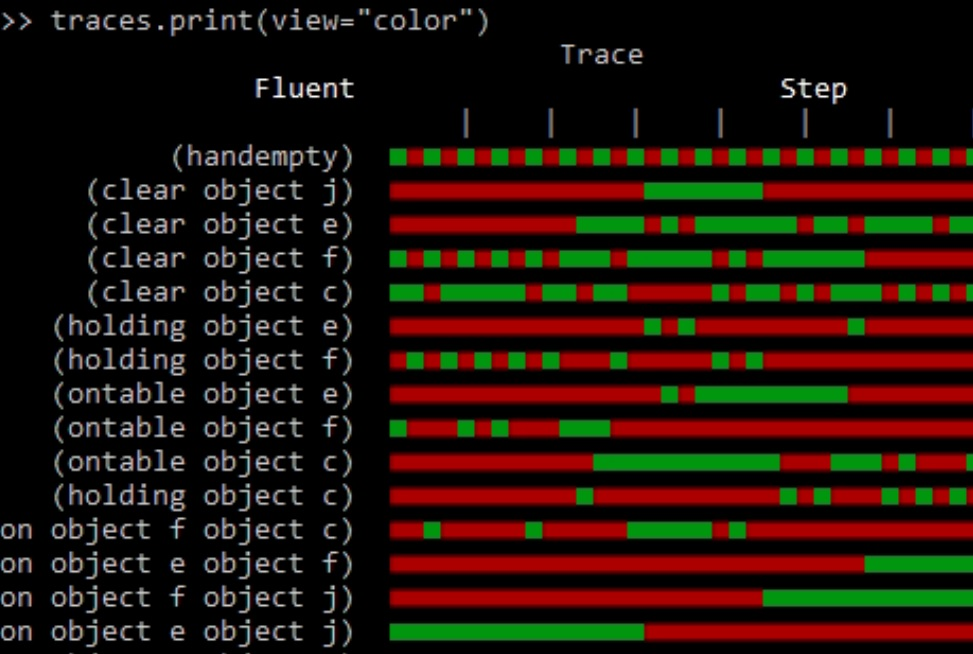 >> traces.print(view="color")
Trace
Fluent Step
| | | | | |
(handempty)
(clear object j)
(clear object e)
(clear object f)
(clear object c)
(holding object e)
(holding object f)
(ontable object e)
(ontable object f)
(ontable object c)
(holding object c)
on object f object c)
on object e object f)
on object f object j)
on object e object j)